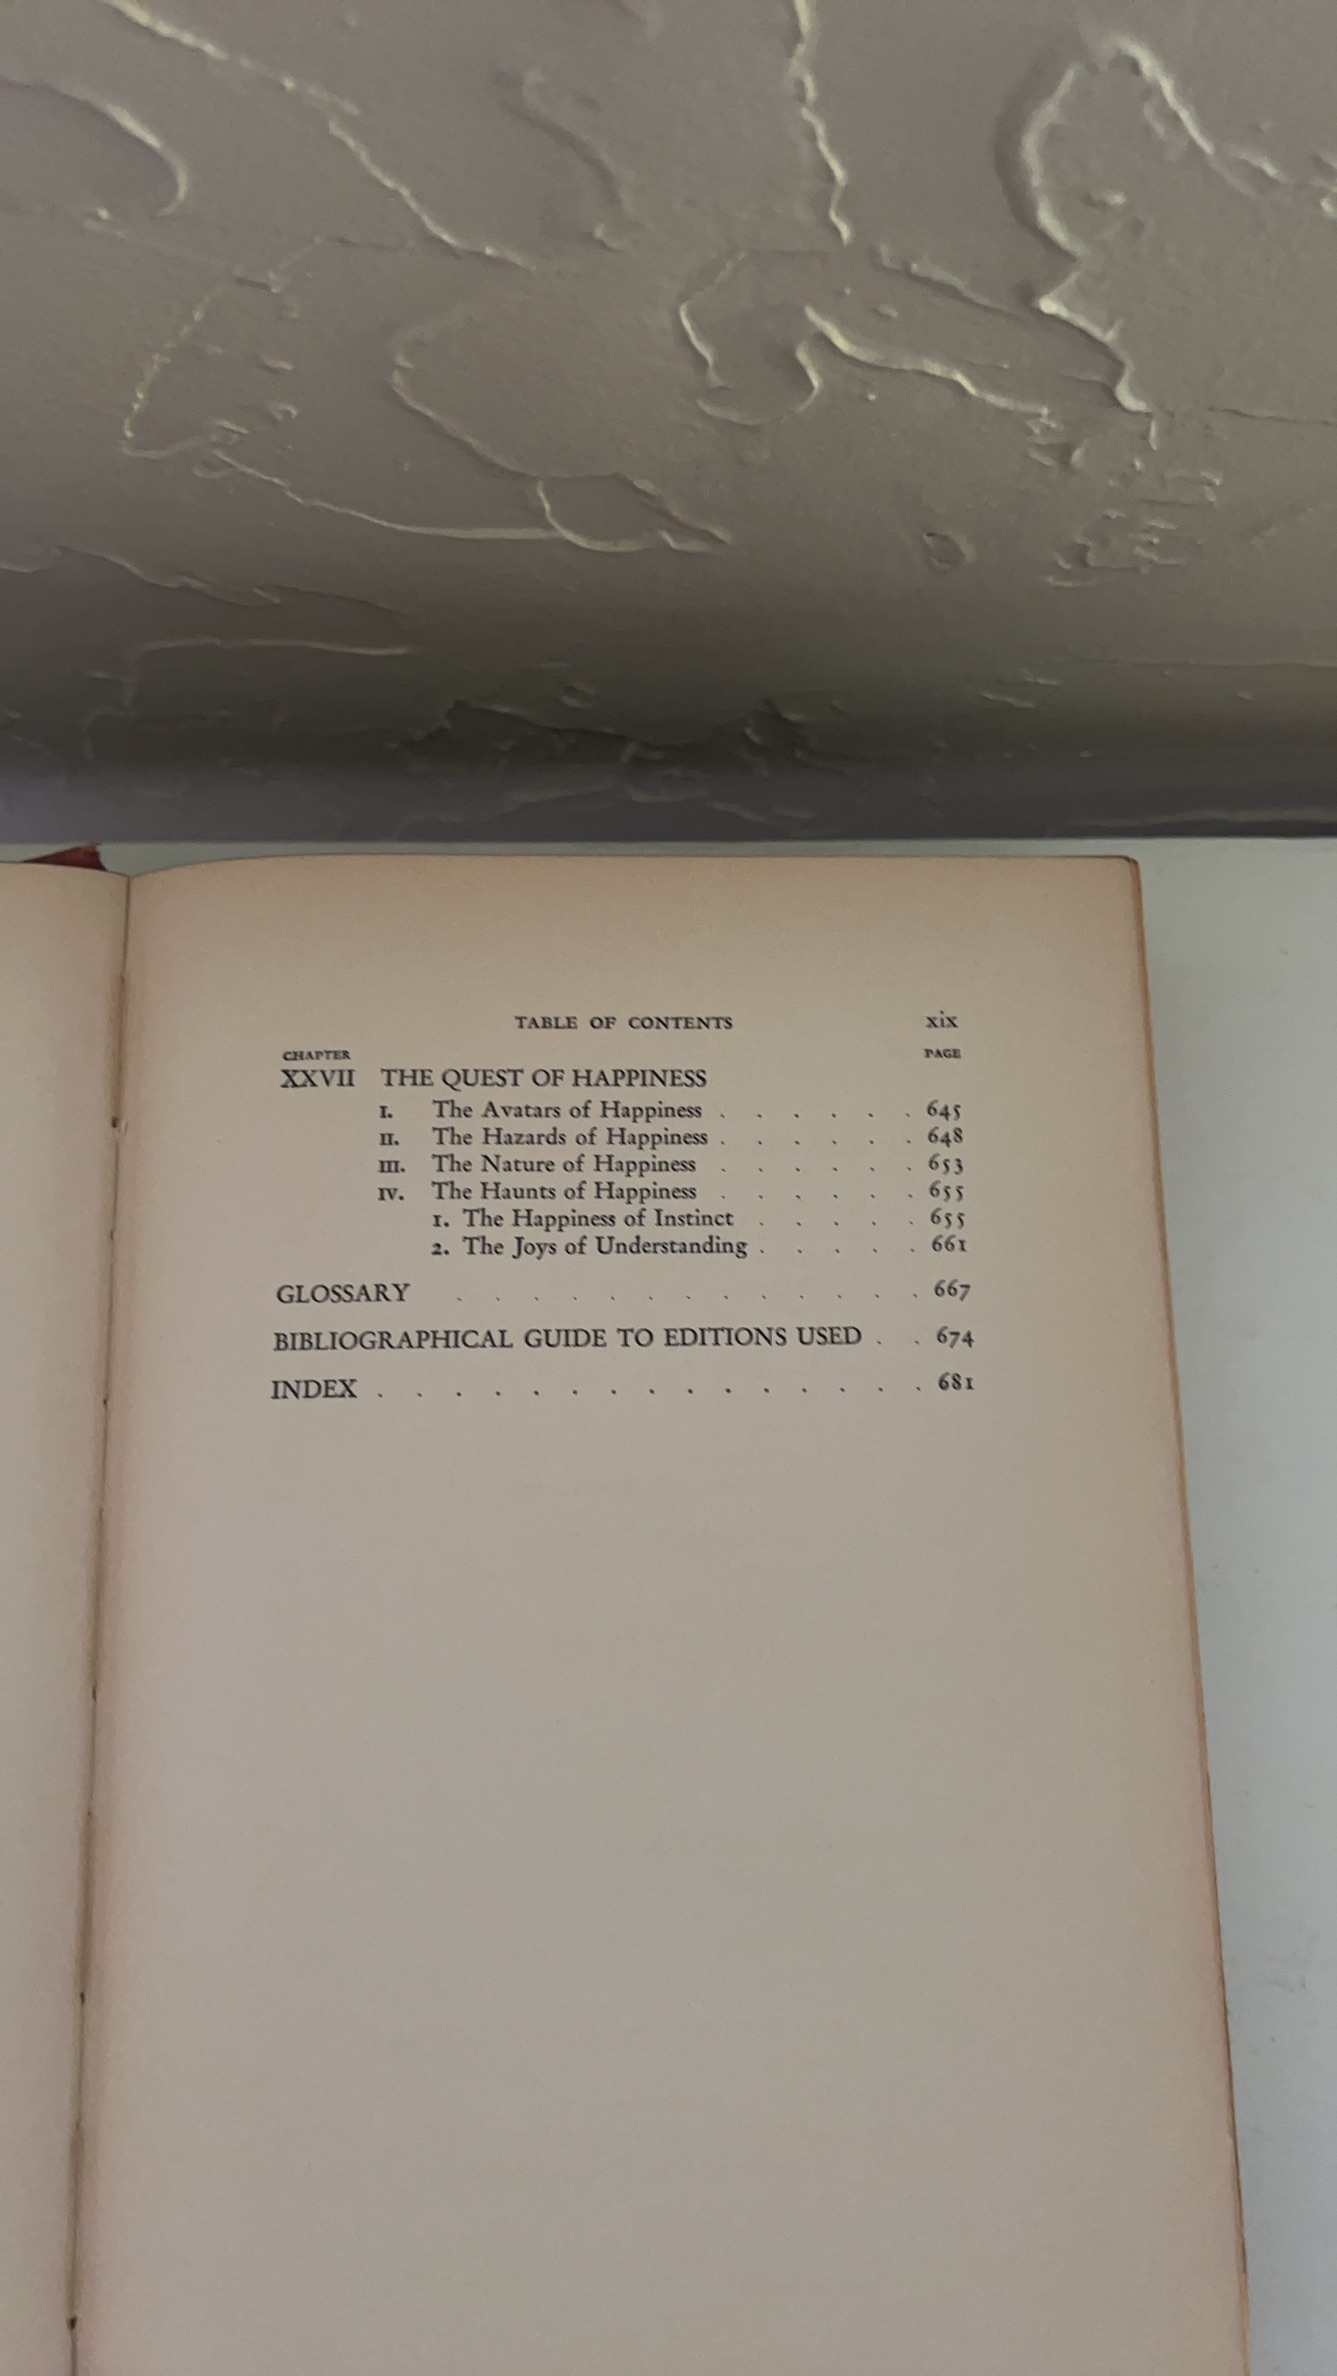 TABLE OF CONTENTS xix
CHAPTER PAGE
XXVII THE QUEST OF HAPPINESS
I. The Avatars of Happiness . . . . . . 645
II. The Hazards of Happiness . . . . . . 648
III. The Nature of Happiness . . . . . . 653
IV. The Haunts of Happiness . . . . . . 655
1. The Happiness of Instinct . . . . . 655
2. The Joys of Understanding . . . . . 661
GLOSSARY . . . . . . . . . . . . . 667
BIBLIOGRAPHICAL GUIDE TO EDITIONS USED . . 674
INDEX . . . . . . . . . . . . . . . 681